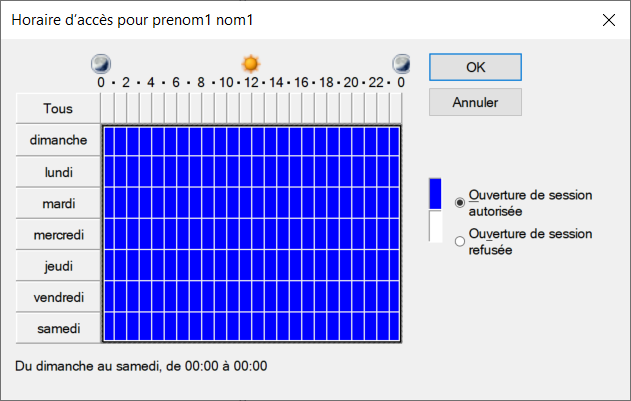 Horaire d'accès pour prenom1 nom1
0 · 2 · 4 · 6 · 8 · 10 · 12 · 14 · 16 · 18 · 20 · 22 · 0
OK
Annuler
Tous
dimanche
lundi
mardi
mercredi
jeudi
vendredi
samedi
Ouverture de session
autorisée
Ouverture de session
refusée
Du dimanche au samedi, de 00:00 à 00:00